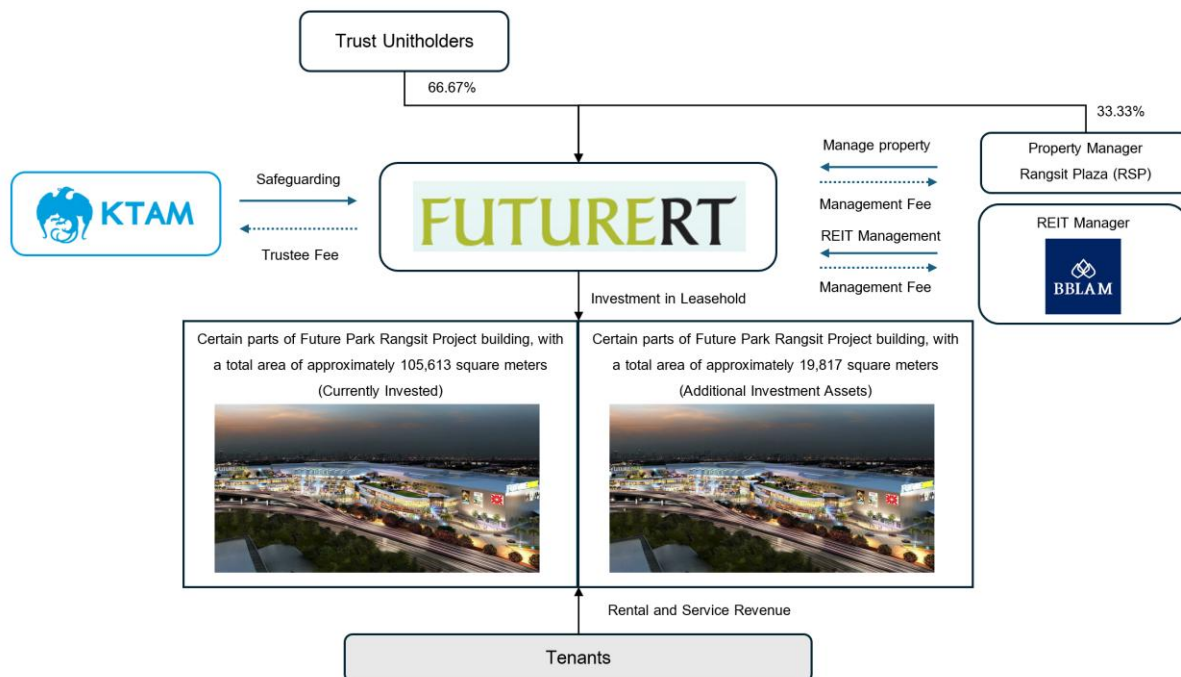 Trust Unitholders
66.67%
33.33%
Property Manager
Rangsit Plaza (RSP)
Manage property
Management Fee
REIT Management
Management Fee
REIT Manager
BBLAM
KTAM
Safeguarding
Trustee Fee
FUTURERT
Investment in Leasehold
Certain parts of Future Park Rangsit Project building, with
a total area of approximately 105,613 square meters
(Currently Invested)
Certain parts of Future Park Rangsit Project building, with
a total area of approximately 19,817 square meters
(Additional Investment Assets)
Rental and Service Revenue
Tenants